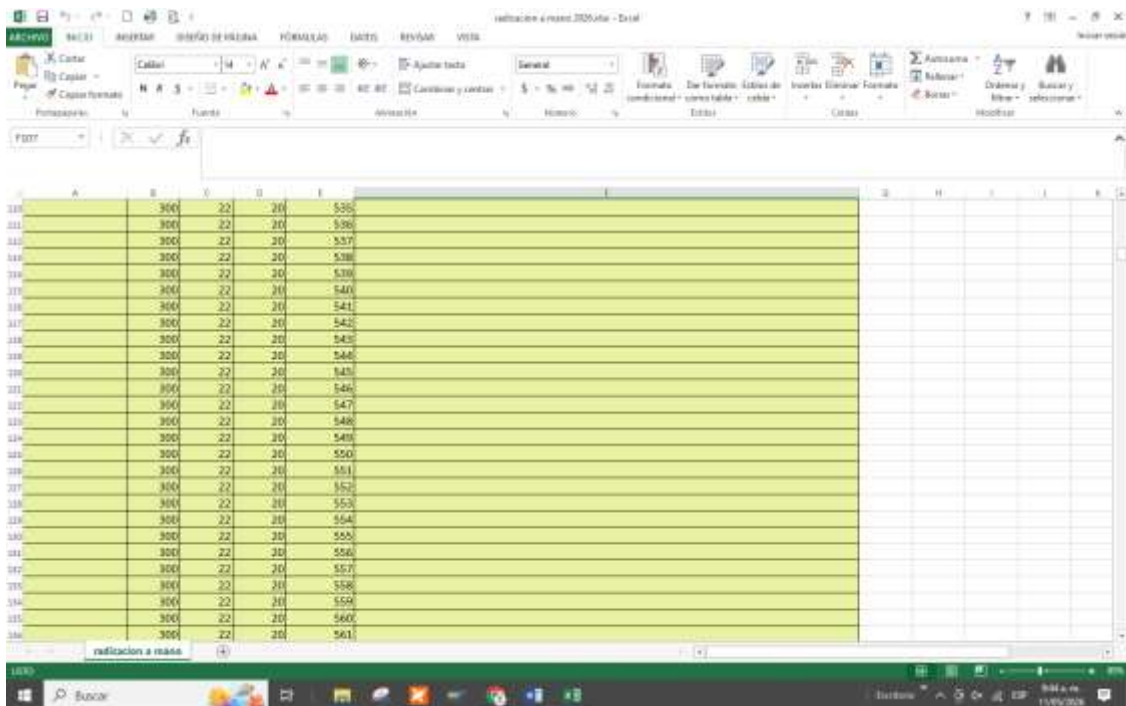 radicacion a mano 2026.xlsx - Excel
ARCHIVO INICIO INSERTAR DISEÑO DE PÁGINA FÓRMULAS DATOS REVISAR VISTA
Cortar
Copiar
Copiar formato
Pegar
Calibri
Ajustar texto
Combinar y centrar
General
Formato condicional
Dar formato como tabla
Estilos de celda
Insertar Eliminar Formato
Autosuma
Rellenar
Borrar
Ordenar y filtrar
Buscar y seleccionar
Portapapeles Fuente Alineación Número Estilos Celdas Modificar
300 22 20 535
300 22 20 536
300 22 20 537
300 22 20 538
300 22 20 539
300 22 20 540
300 22 20 541
300 22 20 542
300 22 20 543
300 22 20 544
300 22 20 545
300 22 20 546
300 22 20 547
300 22 20 548
300 22 20 549
300 22 20 550
300 22 20 551
300 22 20 552
300 22 20 553
300 22 20 554
300 22 20 555
300 22 20 556
300 22 20 557
300 22 20 558
300 22 20 559
300 22 20 560
300 22 20 561
radicacion a mano
LISTO
Buscar
Escritorio
ESP